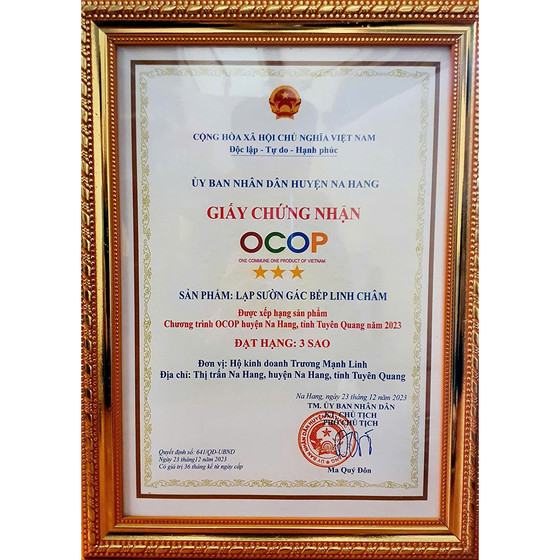 CỘNG HÒA XÃ HỘI CHỦ NGHĨA VIỆT NAM
Độc lập - Tự do - Hạnh phúc
ỦY BAN NHÂN DÂN HUYỆN NA HANG
GIẤY CHỨNG NHẬN
OCOP
ONE COMMUNE ONE PRODUCT OF VIETNAM
SẢN PHẨM: LẠP SƯỜN GÁC BẾP LINH CHÂM
Được xếp hạng sản phẩm
Chương trình OCOP huyện Na Hang, tỉnh Tuyên Quang năm 2023
ĐẠT HẠNG: 3 SAO
Đơn vị: Hộ kinh doanh Trương Mạnh Linh
Địa chỉ: Thị trấn Na Hang, huyện Na Hang, tỉnh Tuyên Quang
Na Hang, ngày 23 tháng 12 năm 2023
TM. ỦY BAN NHÂN DÂN
KT. CHỦ TỊCH
PHÓ CHỦ TỊCH
Quyết định số: 641/QĐ-UBND
Ngày 23 tháng12 năm 2023
Có giá trị 36 tháng kể từ ngày cấp
Ma Quý Đôn